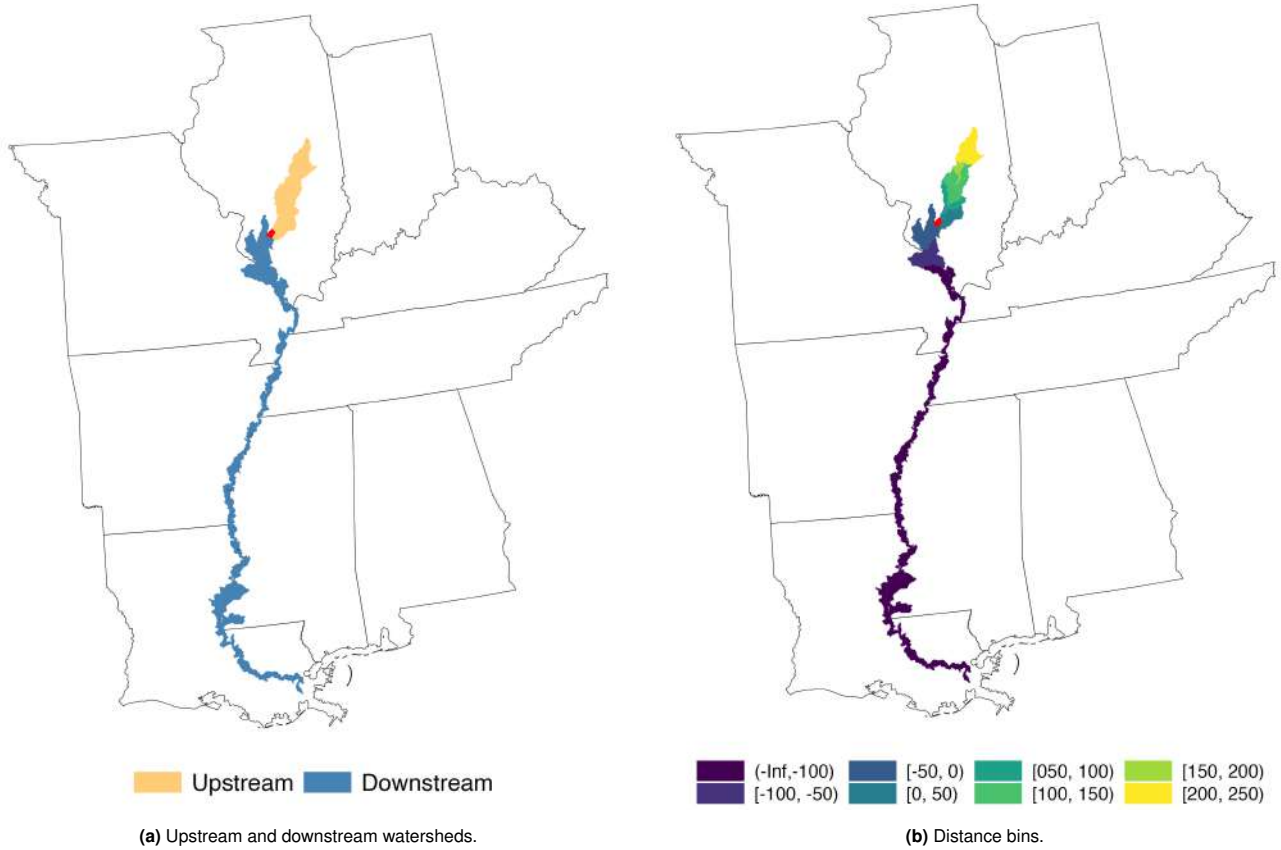 Upstream Downstream
(a) Upstream and downstream watersheds.
(-Inf,-100) [-50, 0) [050, 100) [150, 200)
[-100, -50) [0, 50) [100, 150) [200, 250)
(b) Distance bins.